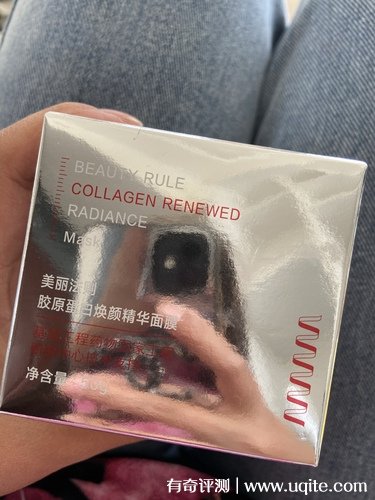 BEAUTY RULE
COLLAGEN RENEWED
RADIANCE
Mask
美丽法则
胶原蛋白焕颜精华面膜
净含量
有奇评测 | www.uqite.com